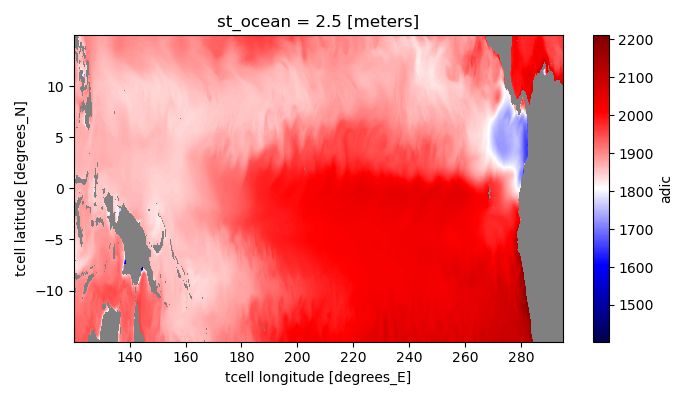 st_ocean = 2.5 [meters]
tcell latitude [degrees_N]
10
5
0
−5
−10
140 160 180 200 220 240 260 280
tcell longitude [degrees_E]
2200
2100
2000
1900
1800
1700
1600
1500
adic